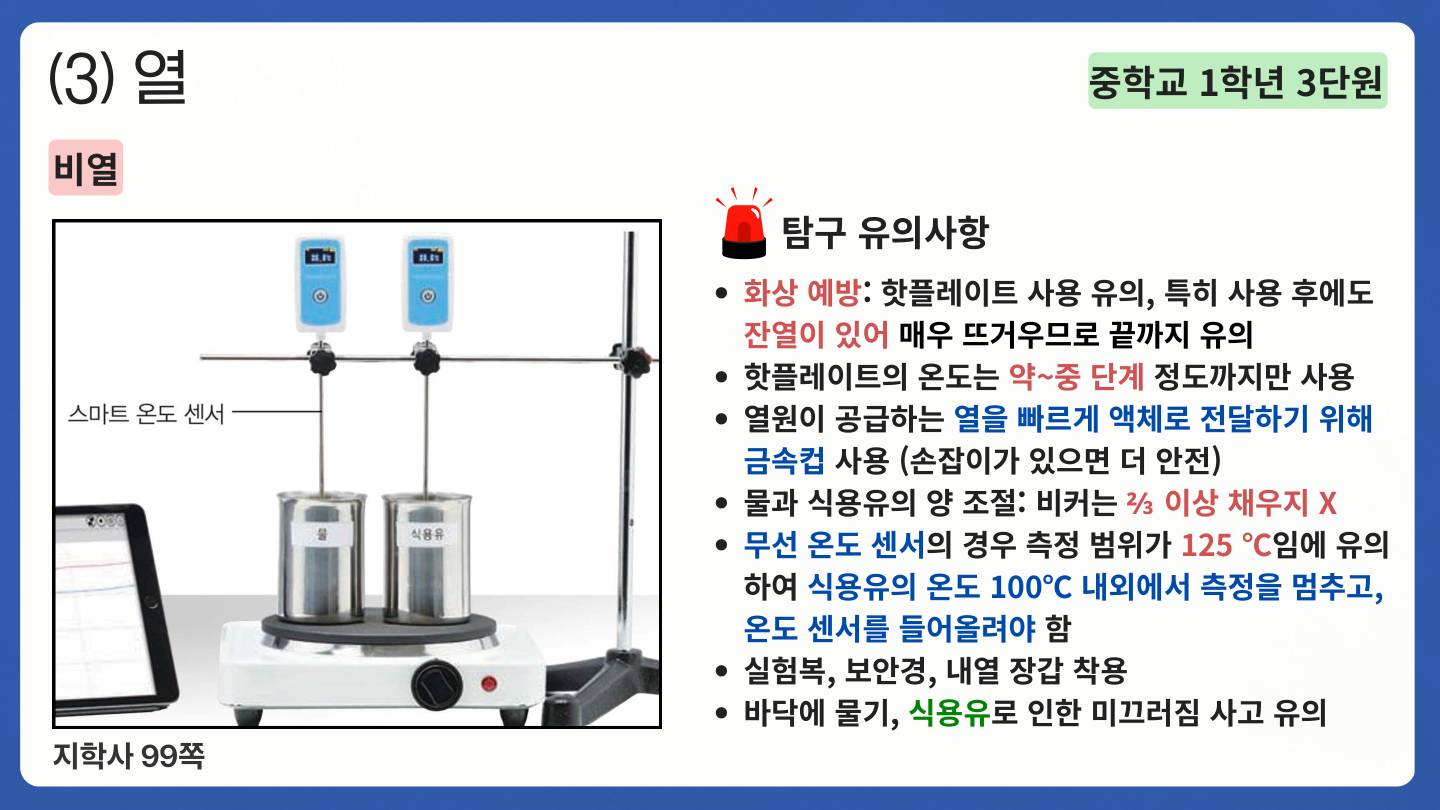 (3) 열
중학교 1학년 3단원
비열
스마트 온도 센서
물
식용유
지학사 99쪽
탐구 유의사항
• 화상 예방: 핫플레이트 사용 유의, 특히 사용 후에도
잔열이 있어 매우 뜨거우므로 끝까지 유의
• 핫플레이트의 온도는 약~중 단계 정도까지만 사용
• 열원이 공급하는 열을 빠르게 액체로 전달하기 위해
금속컵 사용 (손잡이가 있으면 더 안전)
• 물과 식용유의 양 조절: 비커는 ⅔ 이상 채우지 X
• 무선 온도 센서의 경우 측정 범위가 125 ℃임에 유의
하여 식용유의 온도 100℃ 내외에서 측정을 멈추고,
온도 센서를 들어올려야 함
• 실험복, 보안경, 내열 장갑 착용
• 바닥에 물기, 식용유로 인한 미끄러짐 사고 유의